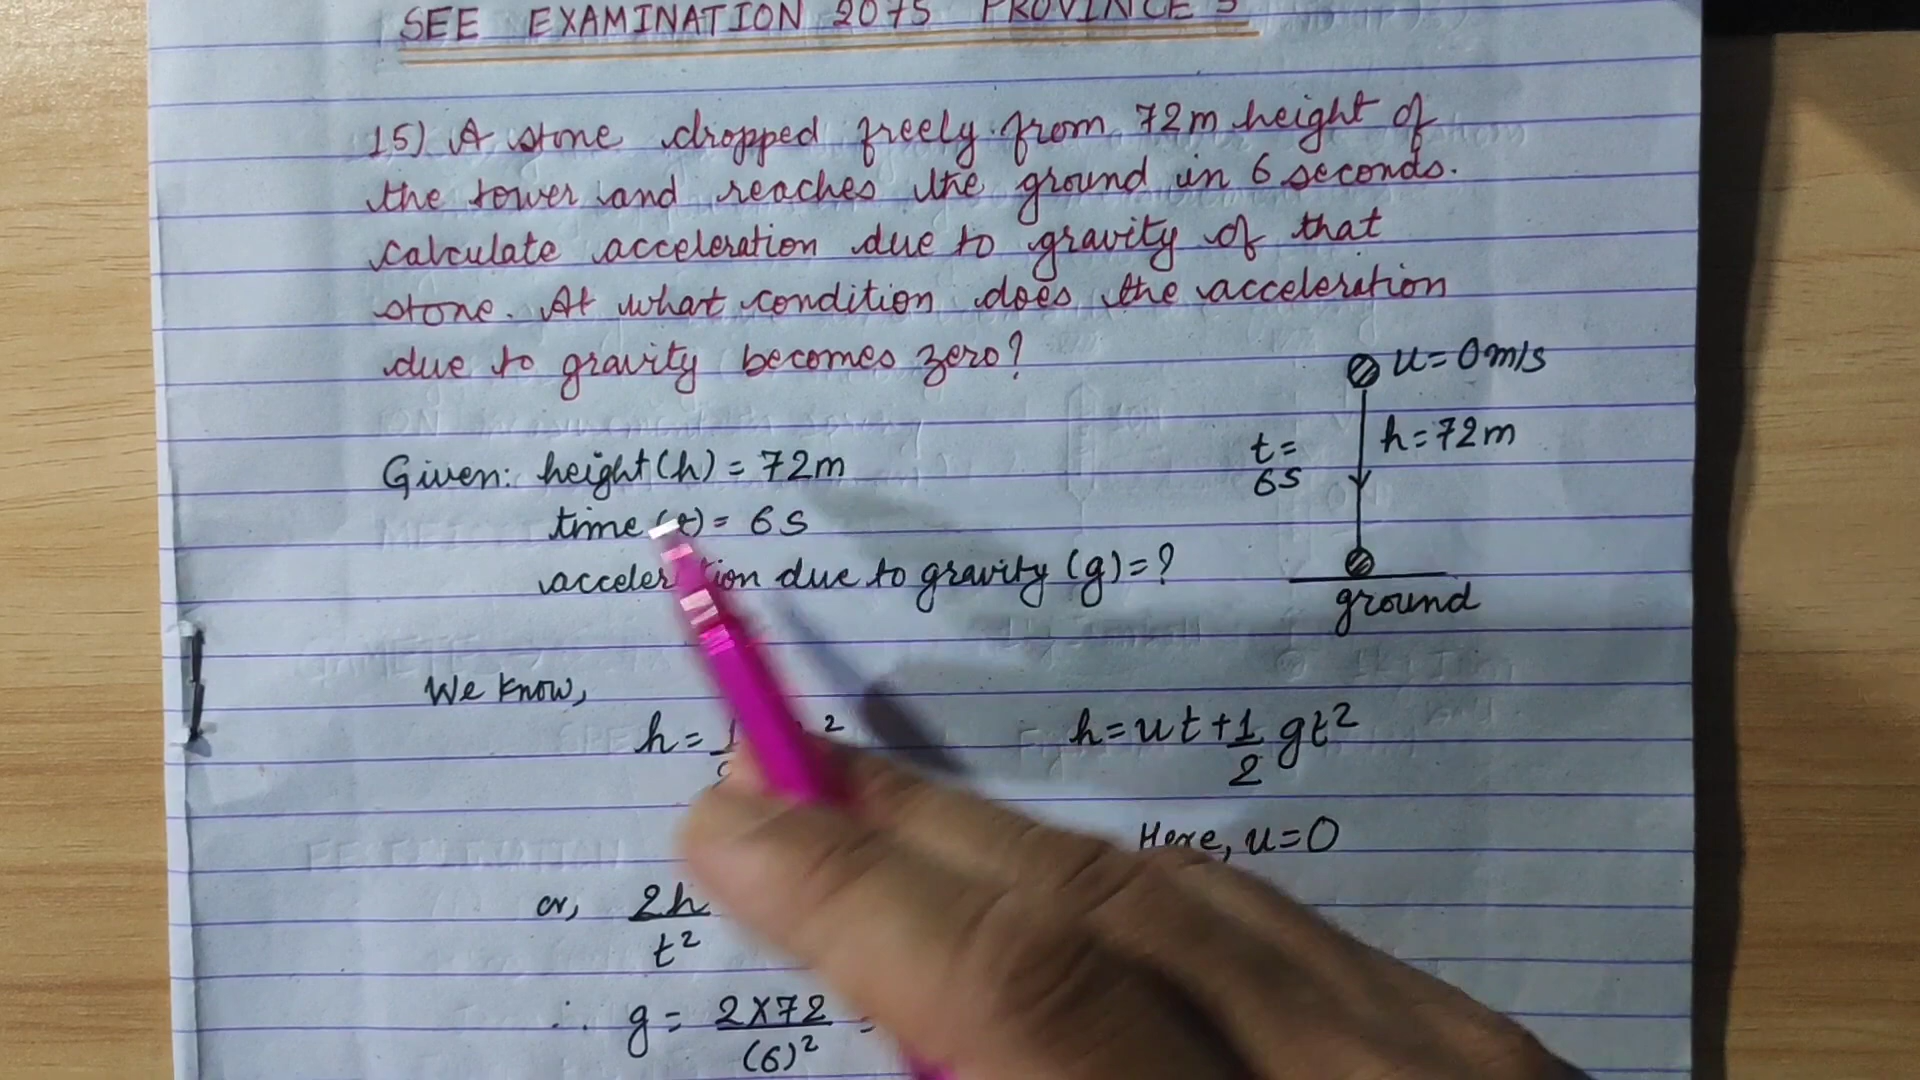 SEE EXAMINATION 2075 PROVINCE
15) A stone dropped freely from 72m height of
the tower and reaches the ground in 6 seconds.
calculate acceleration due to gravity of that
stone. At what condition does the acceleration
due to gravity becomes zero?
u=0m/s
t=
6s
h=72m
Given: height(h) = 72m
time (t) = 6s
due to gravity (g)=?
ground
We know,
h=
h=ut+1/2 gt²
Here, u=0
or, 2h/t²
∴ g = 2X72/(6)² =